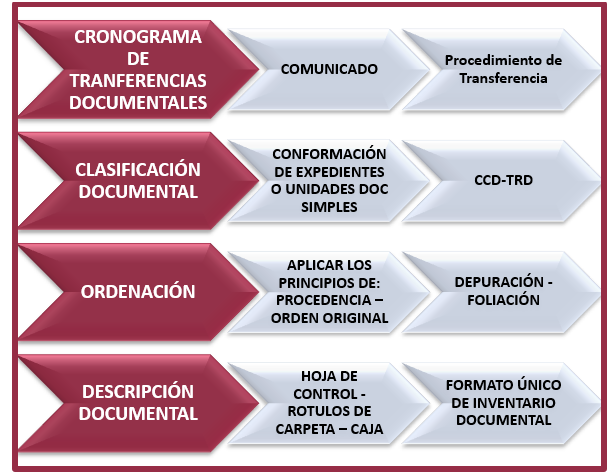 CRONOGRAMA
DE
TRANFERENCIAS
DOCUMENTALES
COMUNICADO
Procedimiento de
Transferencia
CLASIFICACIÓN
DOCUMENTAL
CONFORMACIÓN
DE EXPEDIENTES
O UNIDADES DOC
SIMPLES
CCD-TRD
ORDENACIÓN
APLICAR LOS
PRINCIPIOS DE:
PROCEDENCIA –
ORDEN ORIGINAL
DEPURACIÓN -
FOLIACIÓN
DESCRIPCIÓN
DOCUMENTAL
HOJA DE
CONTROL -
ROTULOS DE
CARPETA – CAJA
FORMATO ÚNICO
DE INVENTARIO
DOCUMENTAL